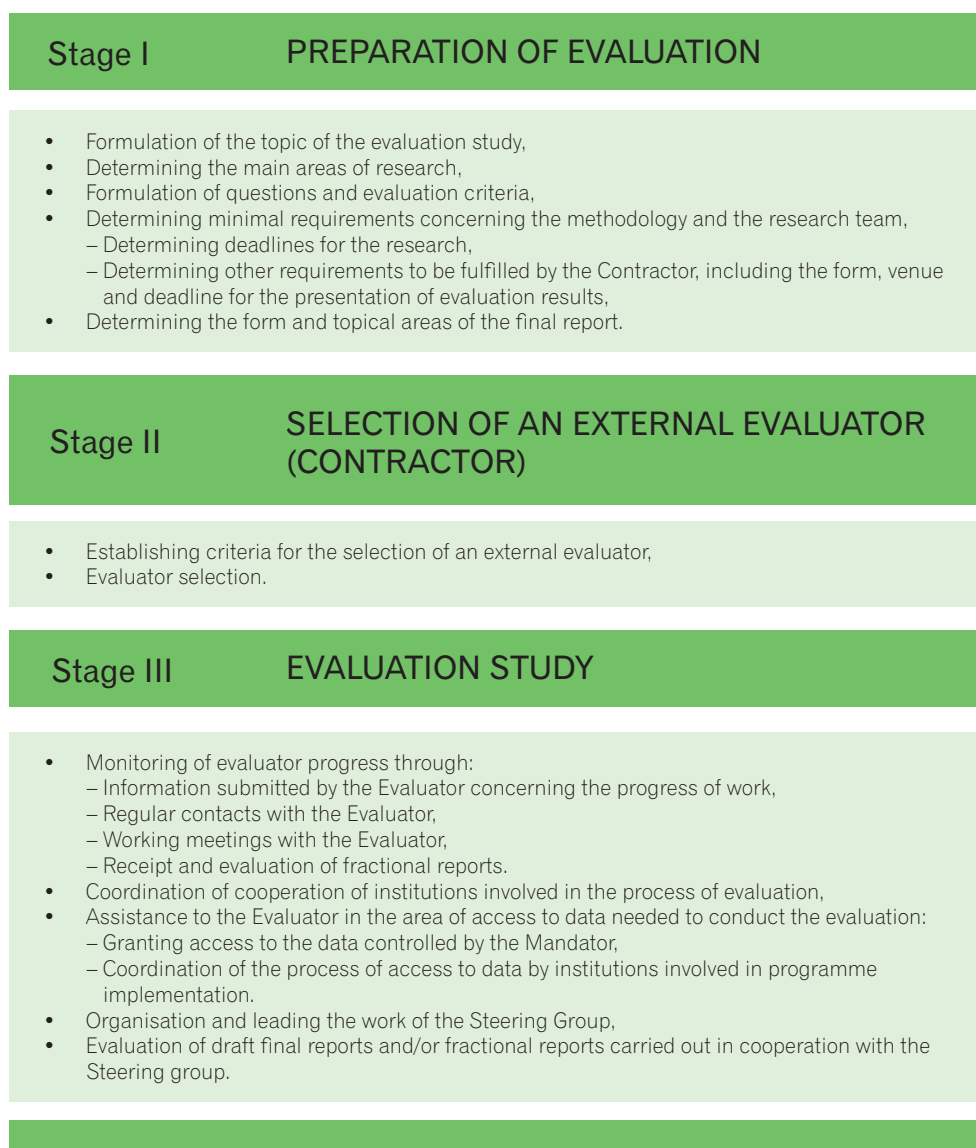 Stage I
PREPARATION OF EVALUATION
• Formulation of the topic of the evaluation study,
• Determining the main areas of research,
• Formulation of questions and evaluation criteria,
• Determining minimal requirements concerning the methodology and the research team,
– Determining deadlines for the research,
– Determining other requirements to be fulfilled by the Contractor, including the form, venue
and deadline for the presentation of evaluation results,
• Determining the form and topical areas of the final report.
Stage II
SELECTION OF AN EXTERNAL EVALUATOR
(CONTRACTOR)
• Establishing criteria for the selection of an external evaluator,
• Evaluator selection.
Stage III
EVALUATION STUDY
• Monitoring of evaluator progress through:
– Information submitted by the Evaluator concerning the progress of work,
– Regular contacts with the Evaluator,
– Working meetings with the Evaluator,
– Receipt and evaluation of fractional reports.
• Coordination of cooperation of institutions involved in the process of evaluation,
• Assistance to the Evaluator in the area of access to data needed to conduct the evaluation:
– Granting access to the data controlled by the Mandator,
– Coordination of the process of access to data by institutions involved in programme
implementation.
• Organisation and leading the work of the Steering Group,
• Evaluation of draft final reports and/or fractional reports carried out in cooperation with the
Steering group.